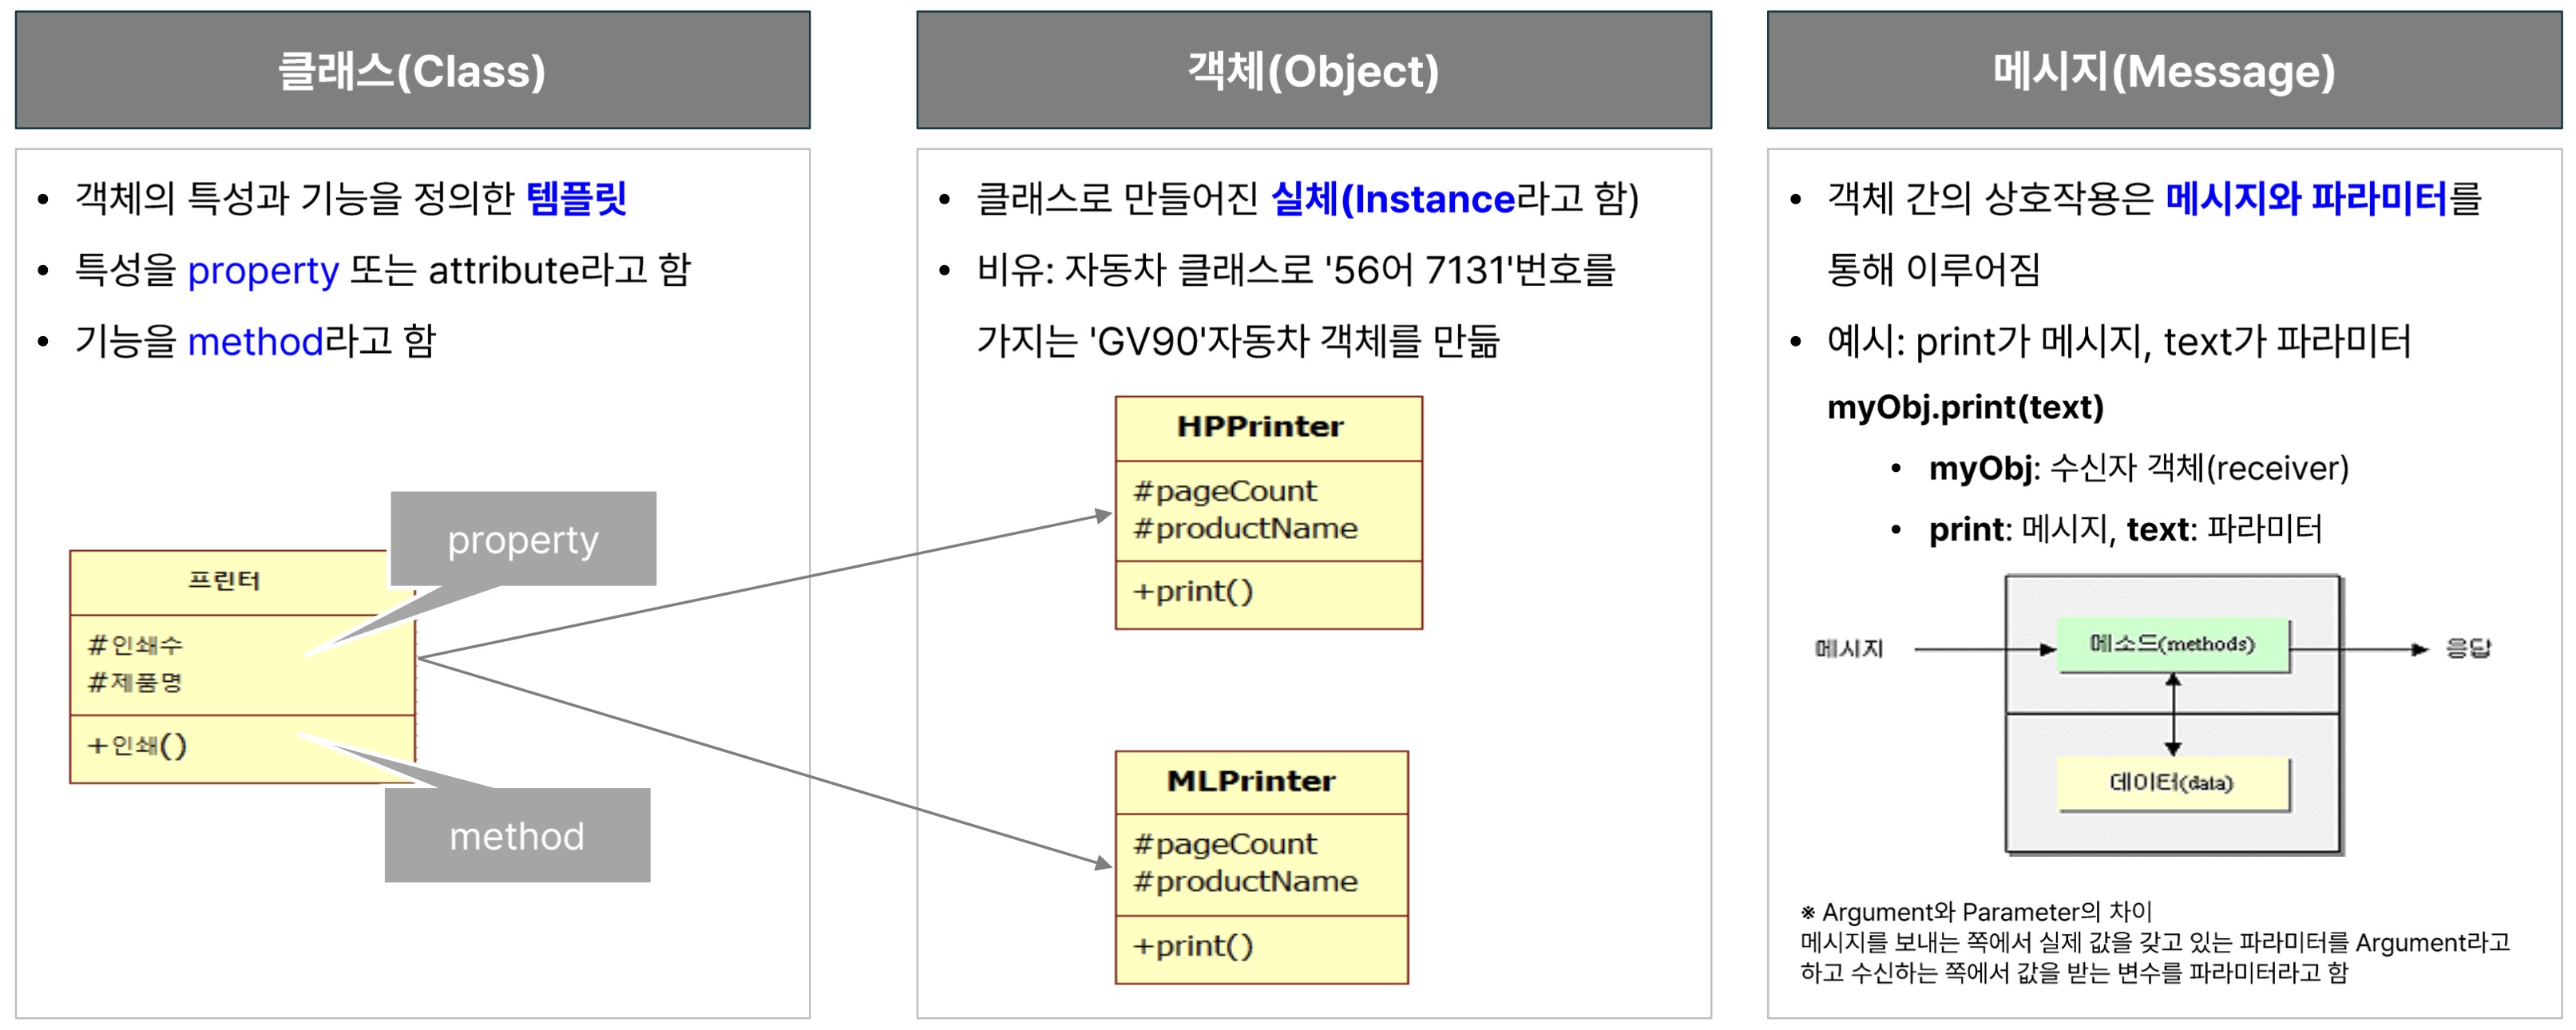 클래스(Class)
• 객체의 특성과 기능을 정의한 템플릿
• 특성을 property 또는 attribute라고 함
• 기능을 method라고 함
property
프린터
#인쇄수
#제품명
+인쇄()
method
객체(Object)
• 클래스로 만들어진 실체(Instance라고 함)
• 비유: 자동차 클래스로 '56어 7131'번호를
가지는 'GV90'자동차 객체를 만듦
HPPrinter
#pageCount
#productName
+print()
MLPrinter
#pageCount
#productName
+print()
메시지(Message)
• 객체 간의 상호작용은 메시지와 파라미터를
통해 이루어짐
• 예시: print가 메시지, text가 파라미터
myObj.print(text)
• myObj: 수신자 객체(receiver)
• print: 메시지, text: 파라미터
메시지
메소드(methods)
응답
데이터(data)
※ Argument와 Parameter의 차이
메시지를 보내는 쪽에서 실제 값을 갖고 있는 파라미터를 Argument라고
하고 수신하는 쪽에서 값을 받는 변수를 파라미터라고 함